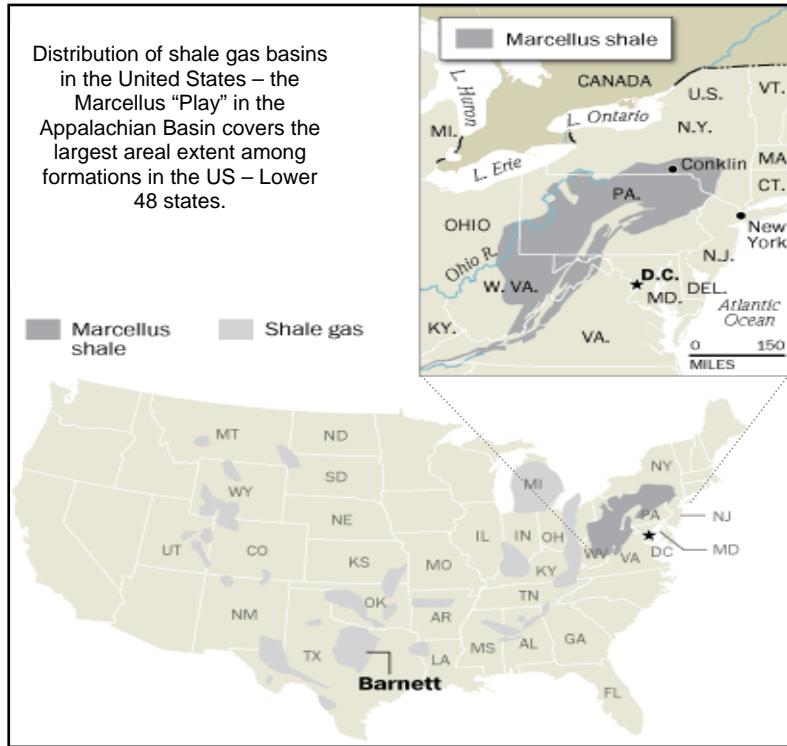 Distribution of shale gas basins
in the United States – the
Marcellus “Play” in the
Appalachian Basin covers the
largest areal extent among
formations in the US – Lower
48 states.
Marcellus shale
CANADA
L. Huron
MI.
L. Ontario
L. Erie
U.S.
VT.
N.Y.
MA
CT.
Conklin
PA.
OHIO
New
York
N.J.
Ohio R.
D.C.
W. VA.
MD.
DEL.
Atlantic
Ocean
KY.
VA.
0 150
MILES
Marcellus
shale
Shale gas
MT
ND
SD
WY
NE
UT
CO
KS
MO
IL
IN
OH
MI
NY
PA
NJ
MD
DC
WV
VA
KY
TN
OK
AR
NM
TX
LA
MS
AL
GA
FL
Barnett